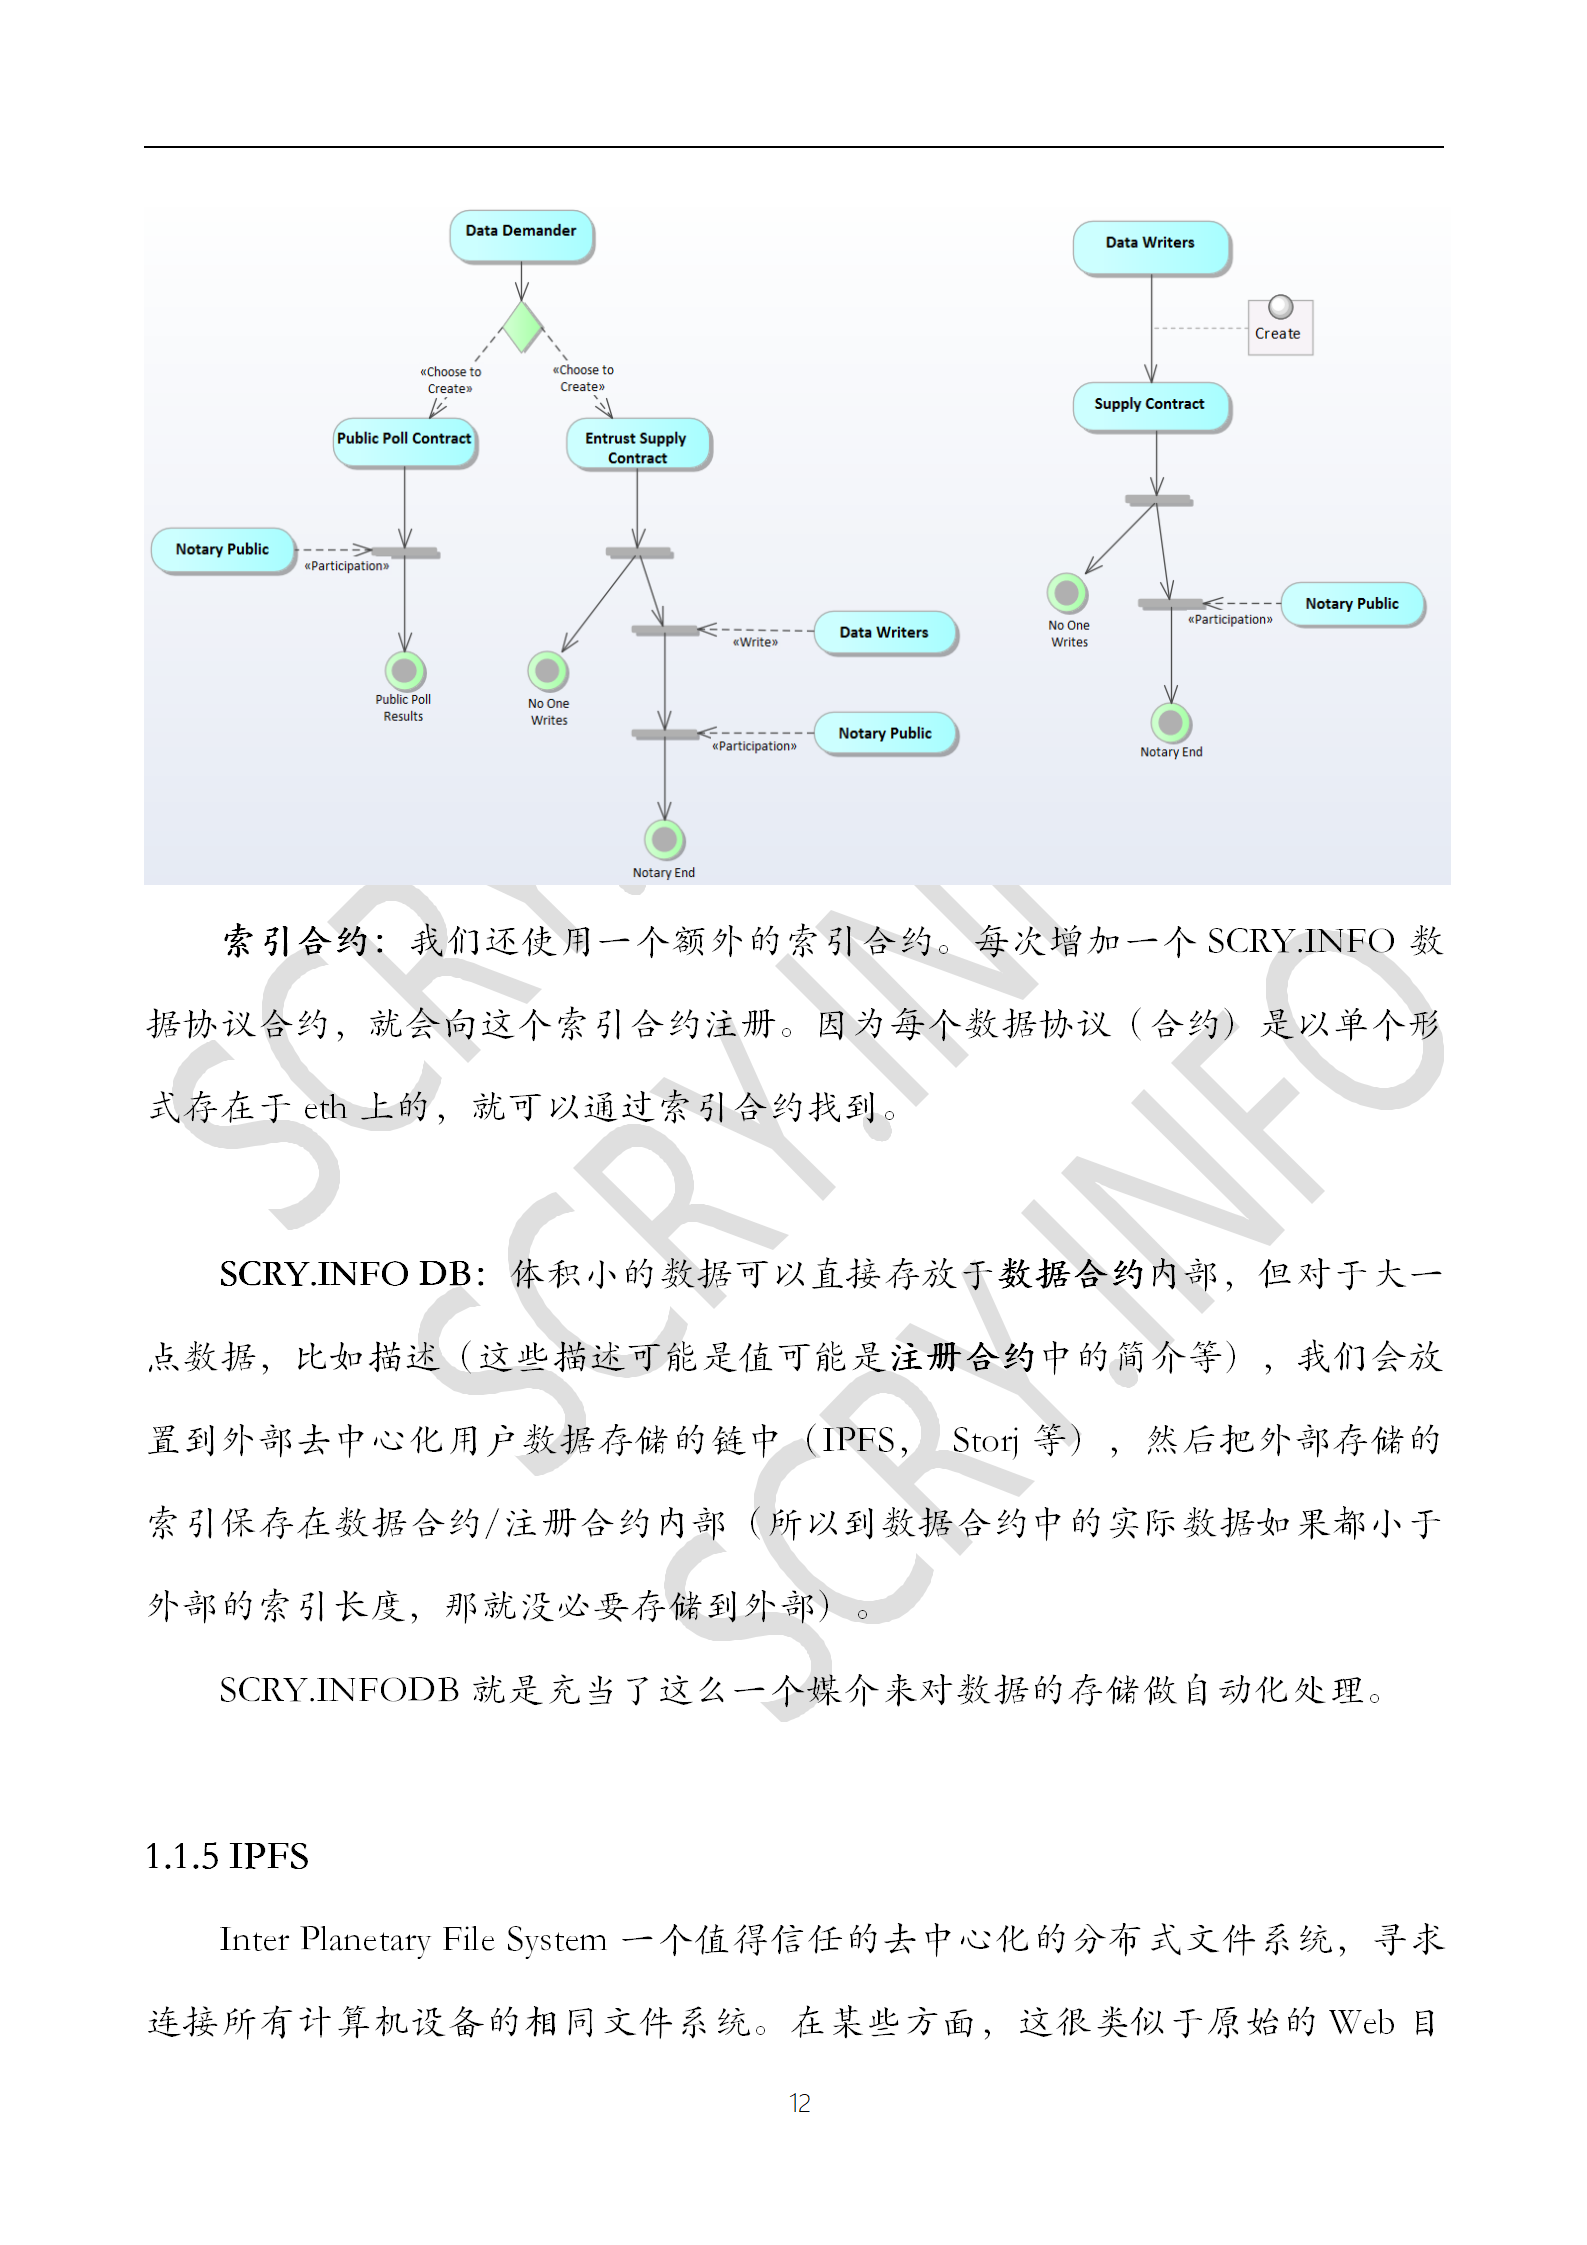 Data Demander
Data Writers
Create
«Choose to
Create»
«Choose to
Create»
Public Poll Contract
Entrust Supply
Contract
Supply Contract
Notary Public
«Participation»
Data Writers
«Write»
Notary Public
«Participation»
No One
Writes
Notary Public
«Participation»
Public Poll
Results
No One
Writes
Notary End
Notary End
索引合约：我们还使用一个额外的索引合约。每次增加一个 SCRY.INFO 数
据协议合约，就会向这个索引合约注册。因为每个数据协议（合约）是以单个形
式存在于 eth 上的，就可以通过索引合约找到。
SCRY.INFO DB：体积小的数据可以直接存放于数据合约内部，但对于大一
点数据，比如描述（这些描述可能是值可能是注册合约中的简介等），我们会放
置到外部去中心化用户数据存储的链中（IPFS， Storj 等），然后把外部存储的
索引保存在数据合约/注册合约内部（所以到数据合约中的实际数据如果都小于
外部的索引长度，那就没必要存储到外部）。
SCRY.INFODB 就是充当了这么一个媒介来对数据的存储做自动化处理。
1.1.5 IPFS
Inter Planetary File System 一个值得信任的去中心化的分布式文件系统，寻求
连接所有计算机设备的相同文件系统。在某些方面，这很类似于原始的 Web 目
12
SCRY.INFO
SCRY.INFO
SCRY.INFO